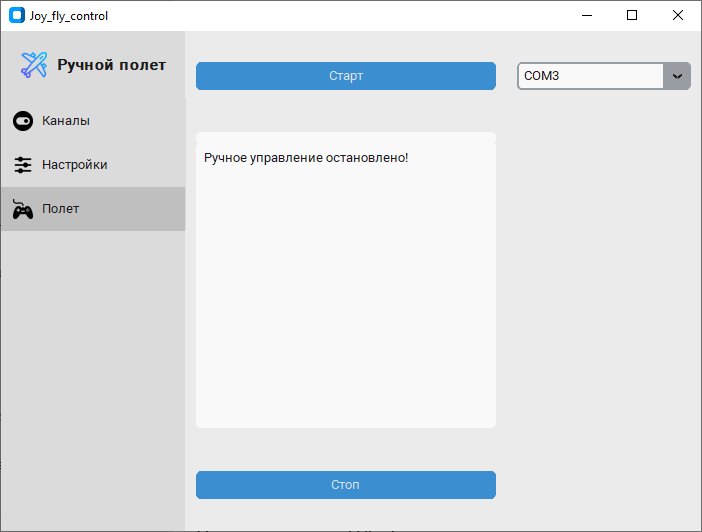 Joy_fly_control
Ручной полет
Каналы
Настройки
Полет
Старт
COM3
Ручное управление остановлено!
Стоп